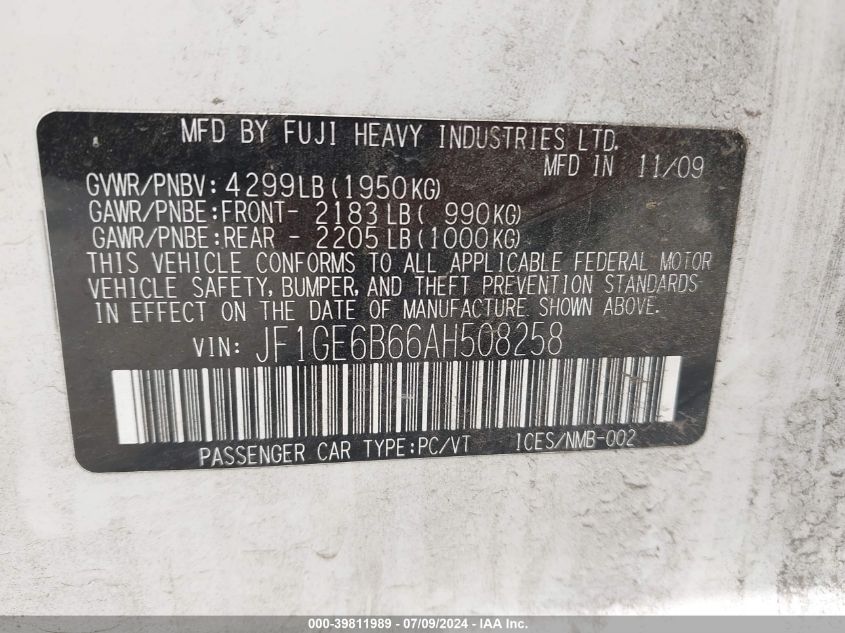 MFD BY FUJI HEAVY INDUSTRIES LTD.
MFD IN 11/09
GVWR/PNBV: 4299LB(1950KG)
GAWR/PNBE:FRONT- 2183LB( 990KG)
GAWR/PNBE:REAR - 2205LB(1000KG)
THIS VEHICLE CONFORMS TO ALL APPLICABLE FEDERAL MOTOR
VEHICLE SAFETY, BUMPER, AND THEFT PREVENTION STANDARDS
IN EFFECT ON THE DATE OF MANUFACTURE SHOWN ABOVE.
VIN: JF1GE6B66AH508258
PASSENGER CAR TYPE:PC/VT ICES/NMB-002
000-39811989 / 07/09/2024 - IAA Inc.